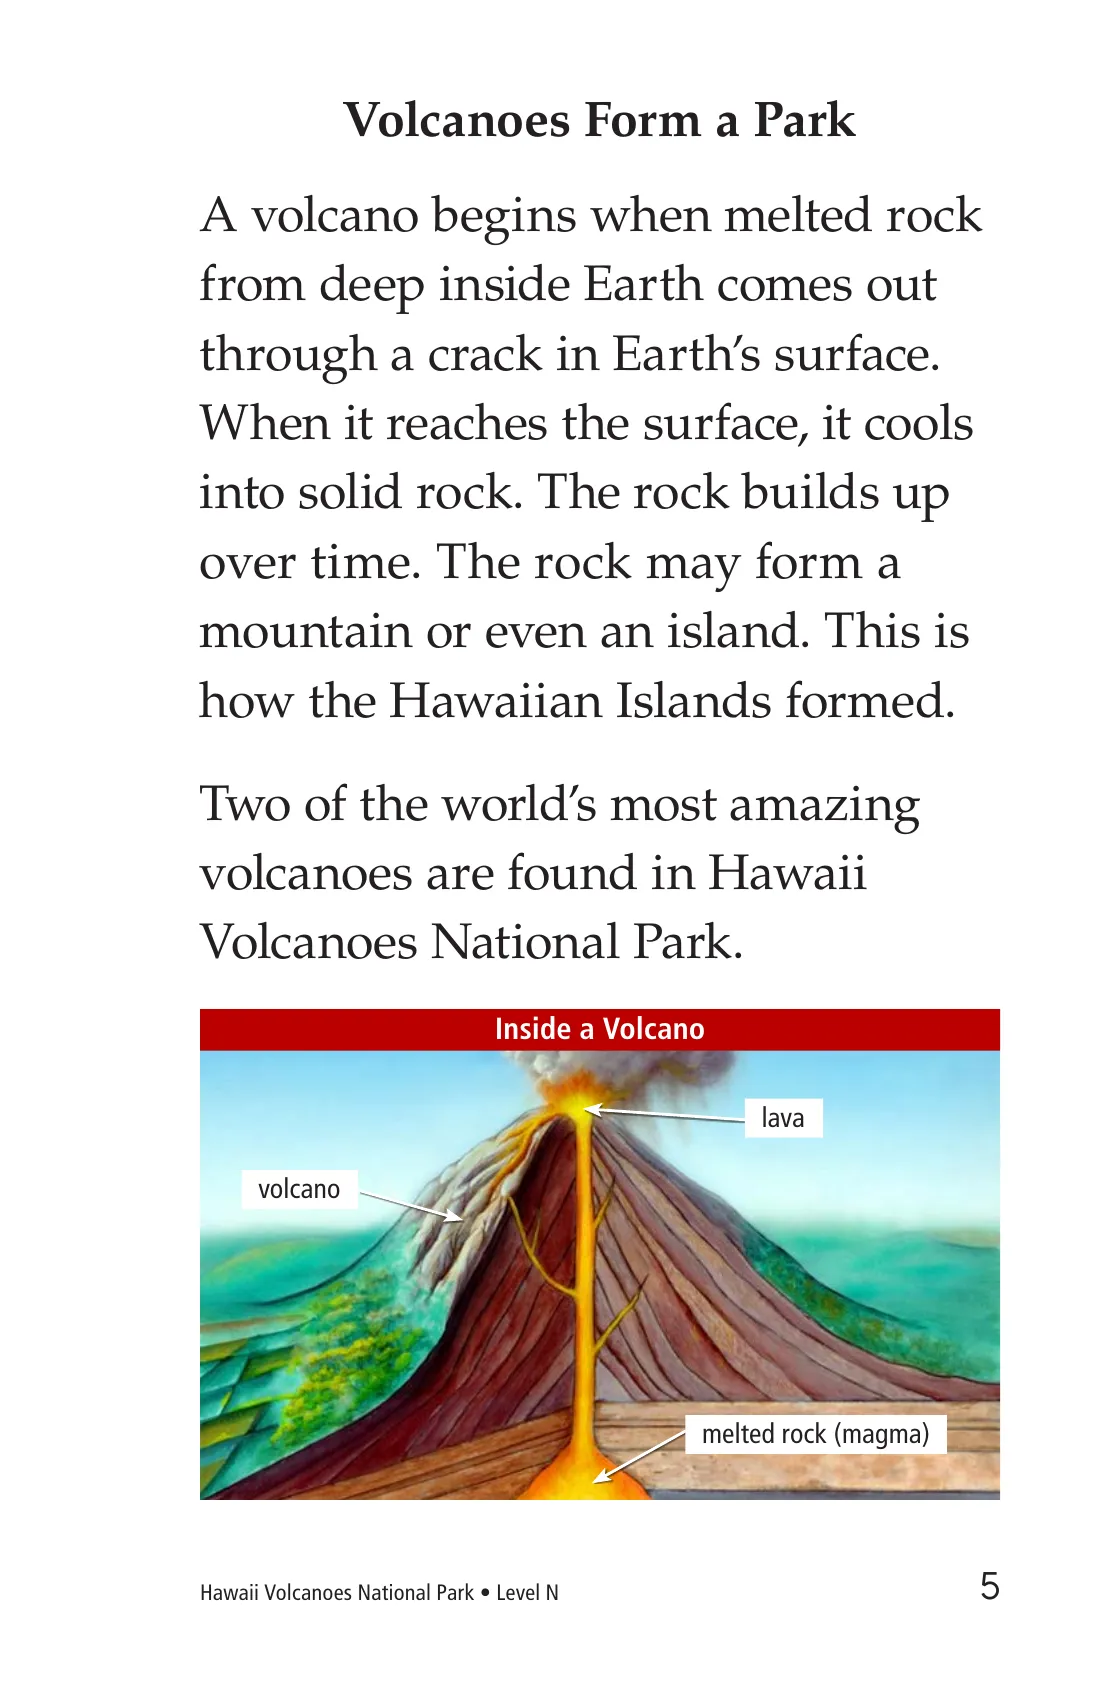 Volcanoes Form a Park
A volcano begins when melted rock
from deep inside Earth comes out
through a crack in Earth’s surface.
When it reaches the surface, it cools
into solid rock. The rock builds up
over time. The rock may form a
mountain or even an island. This is
how the Hawaiian Islands formed.
Two of the world’s most amazing
volcanoes are found in Hawaii
Volcanoes National Park.
Inside a Volcano
lava
volcano
melted rock (magma)
Hawaii Volcanoes National Park • Level N
5